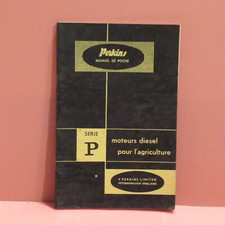 Perkins
MANUEL DE POCHE
SERIE
P
moteurs diesel
pour l'agriculture
F. PERKINS LIMITED
PETERBOROUGH ENGLAND